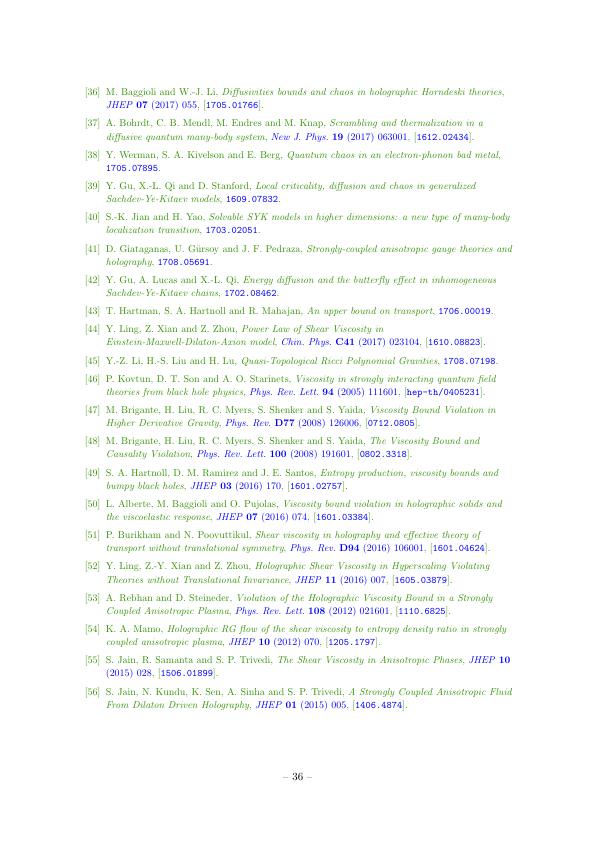 [36] M. Baggioli and W.-J. Li, Diffusivities bounds and chaos in holographic Horndeski theories,
JHEP 07 (2017) 055, [1705.01766].
[37] A. Bohrdt, C. B. Mendl, M. Endres and M. Knap, Scrambling and thermalization in a
diffusive quantum many-body system, New J. Phys. 19 (2017) 063001, [1612.02434].
[38] Y. Werman, S. A. Kivelson and E. Berg, Quantum chaos in an electron-phonon bad metal,
1705.07895.
[39] Y. Gu, X.-L. Qi and D. Stanford, Local criticality, diffusion and chaos in generalized
Sachdev-Ye-Kitaev models, 1609.07832.
[40] S.-K. Jian and H. Yao, Solvable SYK models in higher dimensions: a new type of many-body
localization transition, 1703.02051.
[41] D. Giataganas, U. Gürsoy and J. F. Pedraza, Strongly-coupled anisotropic gauge theories and
holography, 1708.05691.
[42] Y. Gu, A. Lucas and X.-L. Qi, Energy diffusion and the butterfly effect in inhomogeneous
Sachdev-Ye-Kitaev chains, 1702.08462.
[43] T. Hartman, S. A. Hartnoll and R. Mahajan, An upper bound on transport, 1706.00019.
[44] Y. Ling, Z. Xian and Z. Zhou, Power Law of Shear Viscosity in
Einstein-Maxwell-Dilaton-Axion model, Chin. Phys. C41 (2017) 023104, [1610.08823].
[45] Y.-Z. Li, H.-S. Liu and H. Lu, Quasi-Topological Ricci Polynomial Gravities, 1708.07198.
[46] P. Kovtun, D. T. Son and A. O. Starinets, Viscosity in strongly interacting quantum field
theories from black hole physics, Phys. Rev. Lett. 94 (2005) 111601, [hep-th/0405231].
[47] M. Brigante, H. Liu, R. C. Myers, S. Shenker and S. Yaida, Viscosity Bound Violation in
Higher Derivative Gravity, Phys. Rev. D77 (2008) 126006, [0712.0805].
[48] M. Brigante, H. Liu, R. C. Myers, S. Shenker and S. Yaida, The Viscosity Bound and
Causality Violation, Phys. Rev. Lett. 100 (2008) 191601, [0802.3318].
[49] S. A. Hartnoll, D. M. Ramirez and J. E. Santos, Entropy production, viscosity bounds and
bumpy black holes, JHEP 03 (2016) 170, [1601.02757].
[50] L. Alberte, M. Baggioli and O. Pujolas, Viscosity bound violation in holographic solids and
the viscoelastic response, JHEP 07 (2016) 074, [1601.03384].
[51] P. Burikham and N. Poovuttikul, Shear viscosity in holography and effective theory of
transport without translational symmetry, Phys. Rev. D94 (2016) 106001, [1601.04624].
[52] Y. Ling, Z.-Y. Xian and Z. Zhou, Holographic Shear Viscosity in Hyperscaling Violating
Theories without Translational Invariance, JHEP 11 (2016) 007, [1605.03879].
[53] A. Rebhan and D. Steineder, Violation of the Holographic Viscosity Bound in a Strongly
Coupled Anisotropic Plasma, Phys. Rev. Lett. 108 (2012) 021601, [1110.6825].
[54] K. A. Mamo, Holographic RG flow of the shear viscosity to entropy density ratio in strongly
coupled anisotropic plasma, JHEP 10 (2012) 070, [1205.1797].
[55] S. Jain, R. Samanta and S. P. Trivedi, The Shear Viscosity in Anisotropic Phases, JHEP 10
(2015) 028, [1506.01899].
[56] S. Jain, N. Kundu, K. Sen, A. Sinha and S. P. Trivedi, A Strongly Coupled Anisotropic Fluid
From Dilaton Driven Holography, JHEP 01 (2015) 005, [1406.4874].
– 36 –